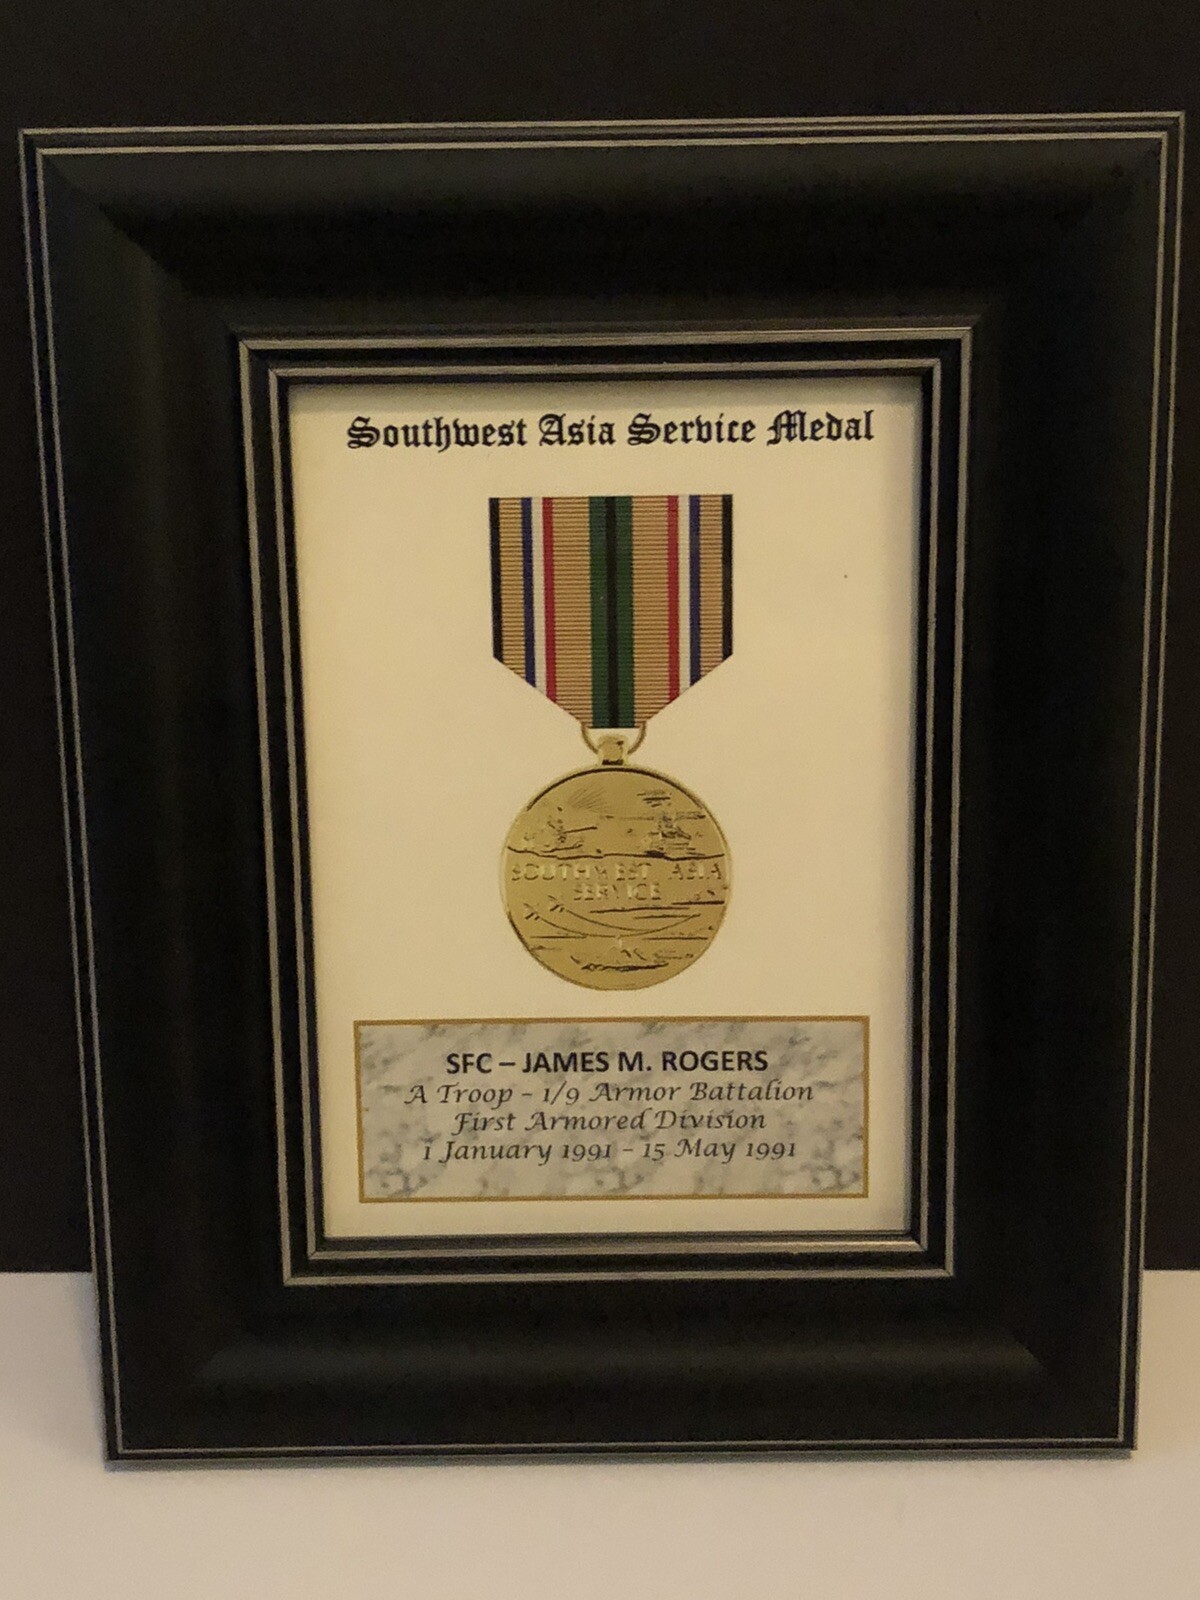 Southwest Asia Service Medal
SOUTHWEST ASIA
SERVICE
SFC – JAMES M. ROGERS
A Troop – 1/9 Armor Battalion
First Armored Division
1 January 1991 – 15 May 1991